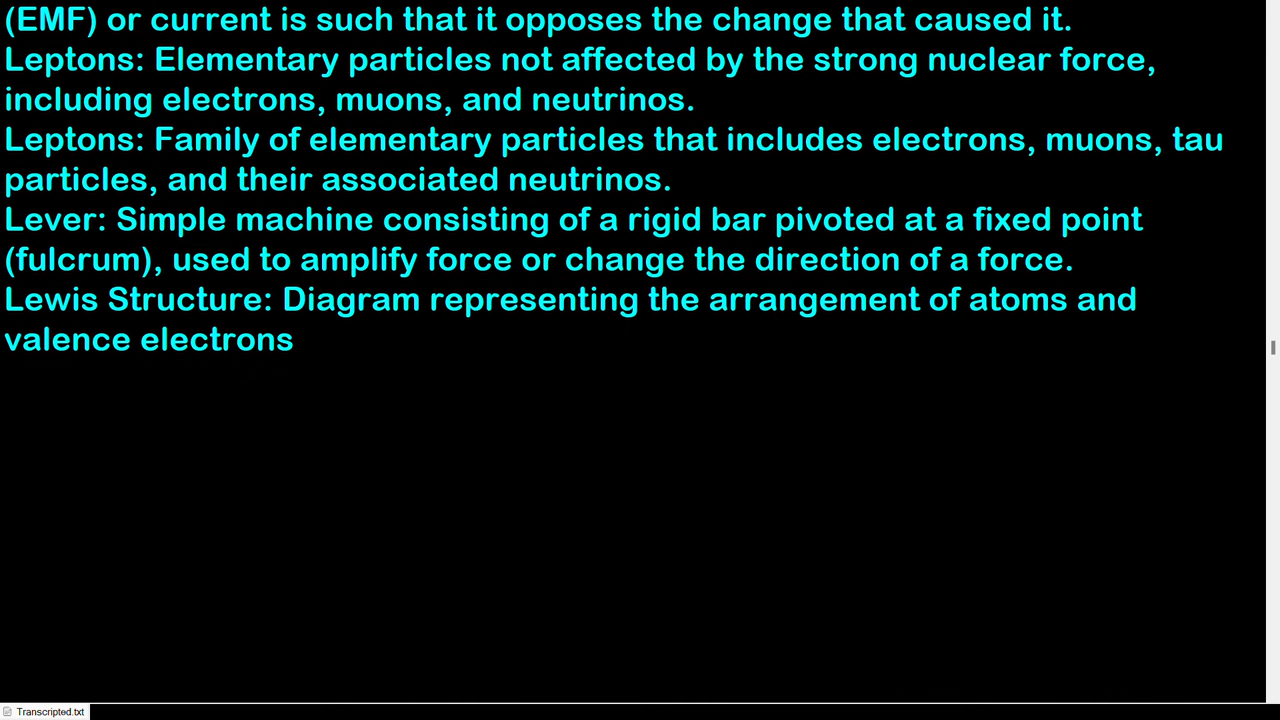 (EMF) or current is such that it opposes the change that caused it.
Leptons: Elementary particles not affected by the strong nuclear force,
including electrons, muons, and neutrinos.
Leptons: Family of elementary particles that includes electrons, muons, tau
particles, and their associated neutrinos.
Lever: Simple machine consisting of a rigid bar pivoted at a fixed point
(fulcrum), used to amplify force or change the direction of a force.
Lewis Structure: Diagram representing the arrangement of atoms and
valence electrons
Transcripted.txt